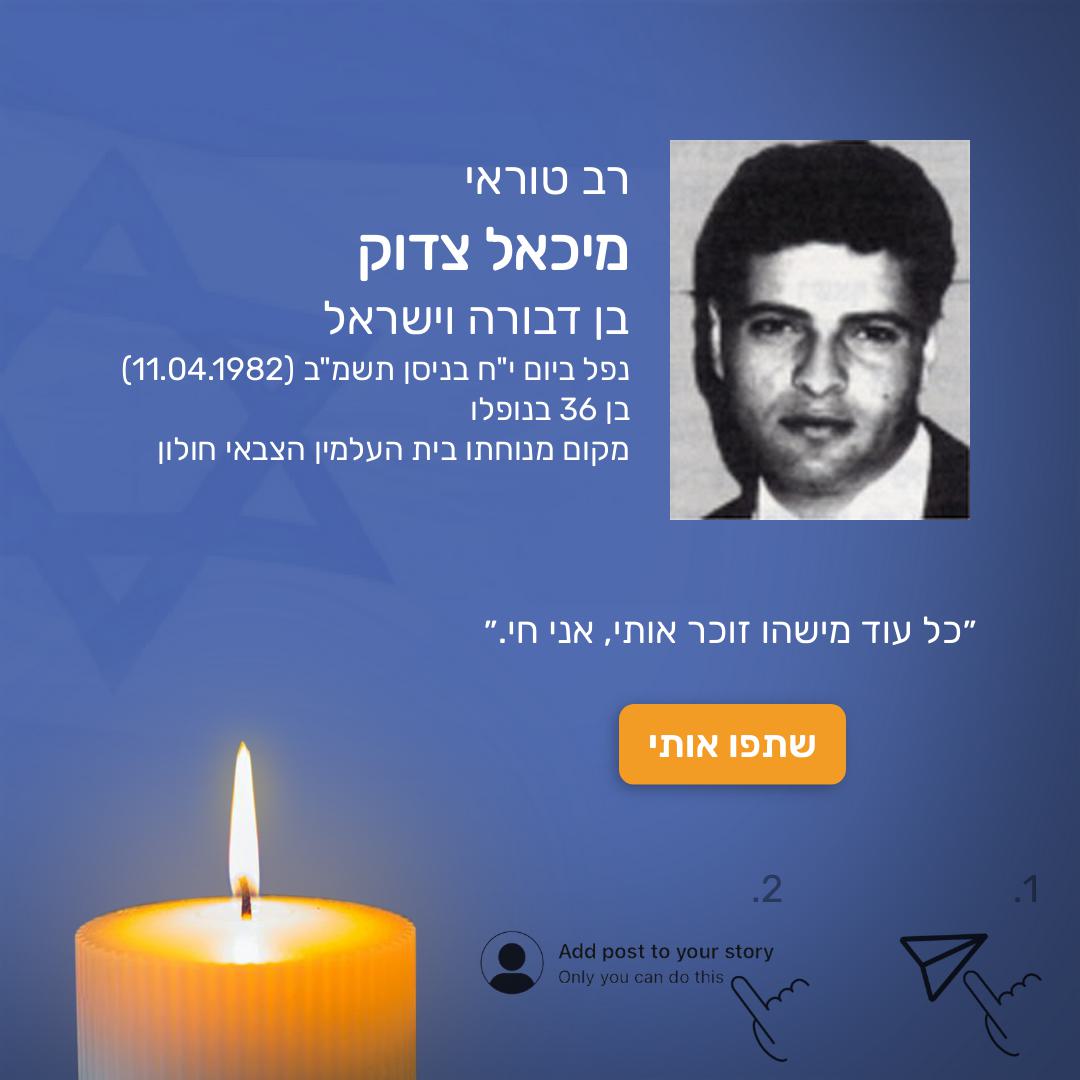 רב טוראי
מיכאל צדוק
בן דבורה וישראל
נפל ביום י"ח בניסן תשמ"ב (11.04.1982)
בן 36 בנופלו
מקום מנוחתו בית העלמין הצבאי חולון
״כל עוד מישהו זוכר אותי, אני חי.״
שתפו אותי
.1
.2
Add post to your story
Only you can do this